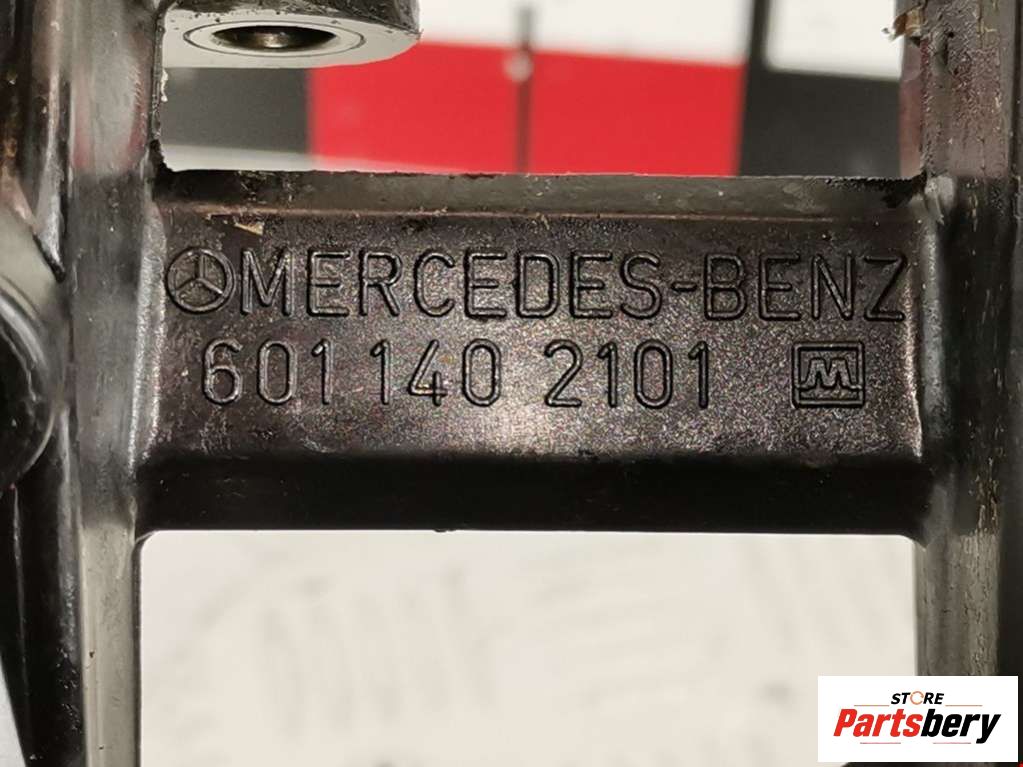 MERCEDES-BENZ
601 140 2101 M
STORE
Partsbery